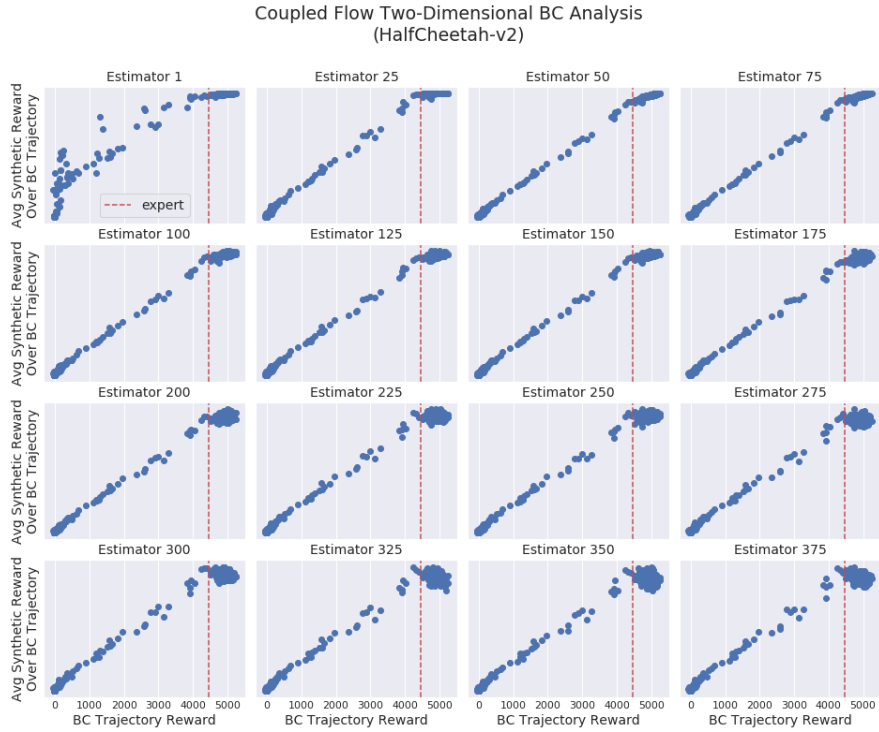 Coupled Flow Two-Dimensional BC Analysis
(HalfCheetah-v2)
Estimator 1
Estimator 25
Estimator 50
Estimator 75
Avg Synthetic Reward
Over BC Trajectory
expert
Estimator 100
Estimator 125
Estimator 150
Estimator 175
Avg Synthetic Reward
Over BC Trajectory
Estimator 200
Estimator 225
Estimator 250
Estimator 275
Avg Synthetic Reward
Over BC Trajectory
Estimator 300
Estimator 325
Estimator 350
Estimator 375
Avg Synthetic Reward
Over BC Trajectory
0 1000 2000 3000 4000 5000
0 1000 2000 3000 4000 5000
0 1000 2000 3000 4000 5000
0 1000 2000 3000 4000 5000
BC Trajectory Reward
BC Trajectory Reward
BC Trajectory Reward
BC Trajectory Reward